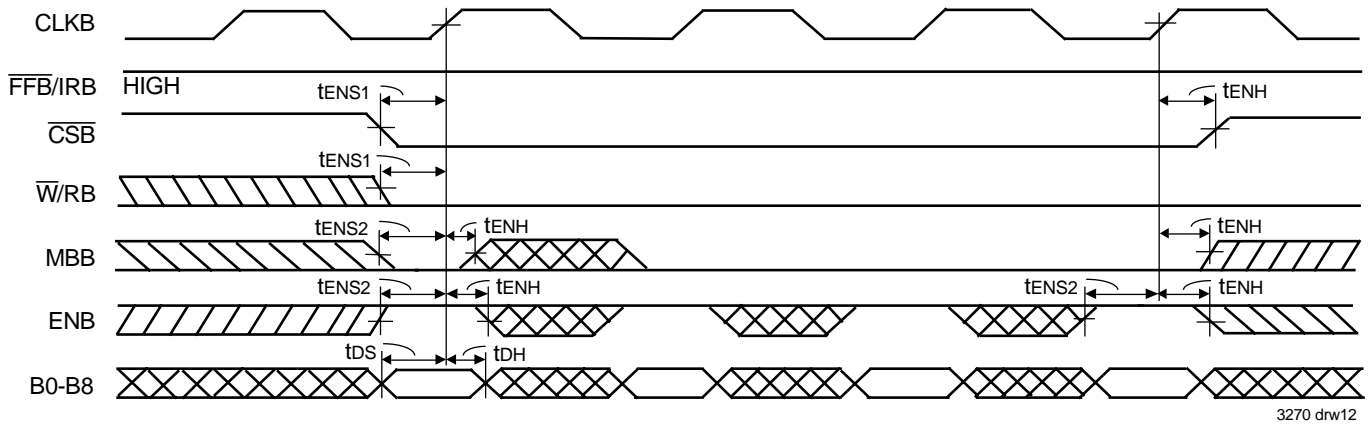 CLKB
FFB/IRB HIGH
tENS1 tENH
CSB
tENS1
W/RB
tENS2 tENH tENH
MBB
tENS2 tENH tENS2 tENH
ENB
tDS tDH
B0-B8
3270 drw12